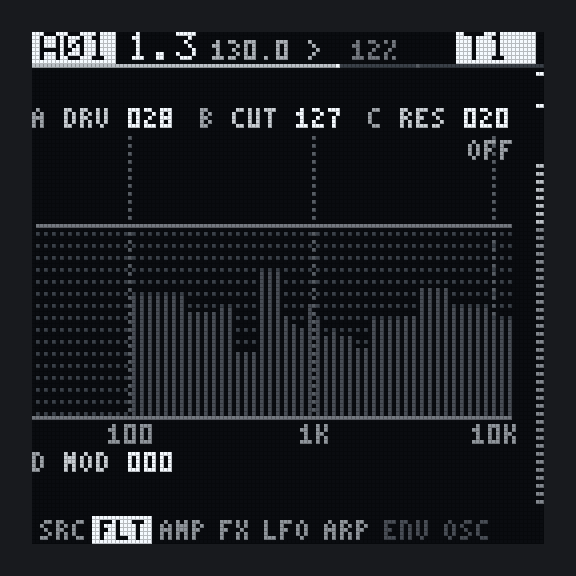 A01 1.3 130.0 > 12% T1
A DRV 028 B CUT 127 C RES 020
OFF
100 1K 10K
D MOD 000
SRC FLT AMP FX LFO ARP ENV OSC